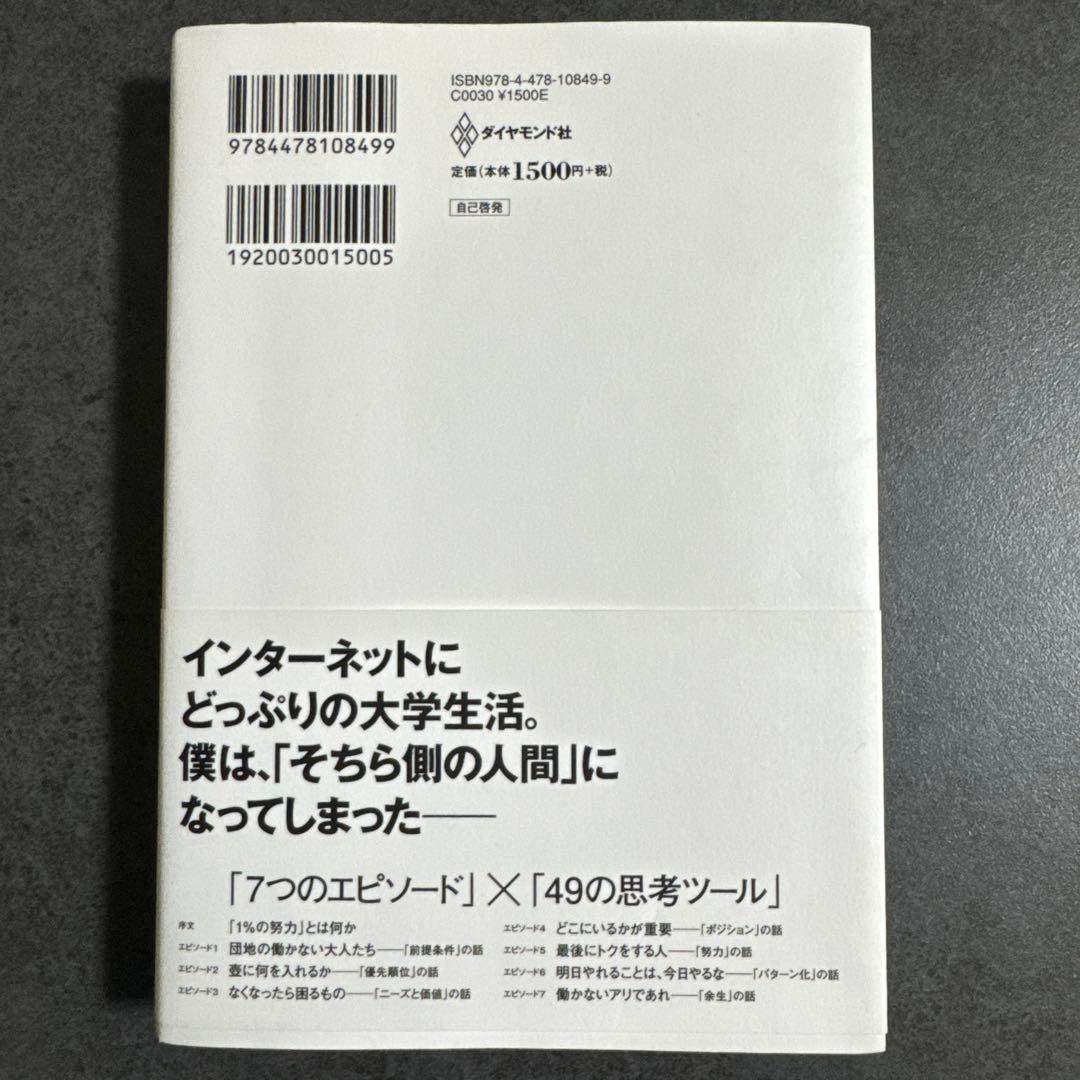 ISBN978-4-478-10849-9
C0030 ¥1500E
9784478108499
ダイヤモンド社
定価(本体1500円+税)
自己啓発
1920030015005
インターネットに
どっぷりの大学生活。
僕は、「そちら側の人間」に
なってしまった――
「7つのエピソード」×「49の思考ツール」
序文 「1%の努力」とは何か
エピソード1 団地の働かない大人たち――「前提条件」の話
エピソード2 壺に何を入れるか――「優先順位」の話
エピソード3 なくなったら困るもの――「ニーズと価値」の話
エピソード4 どこにいるかが重要――「ポジション」の話
エピソード5 最後にトクをする人――「努力」の話
エピソード6 明日やれることは、今日やるな――「パターン化」の話
エピソード7 働かないアリであれ――「余生」の話